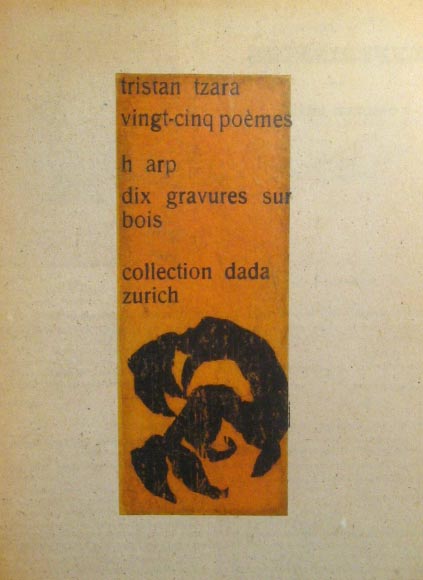 tristan tzara
vingt-cinq poèmes
h arp
dix gravures sur
bois
collection dada
zurich